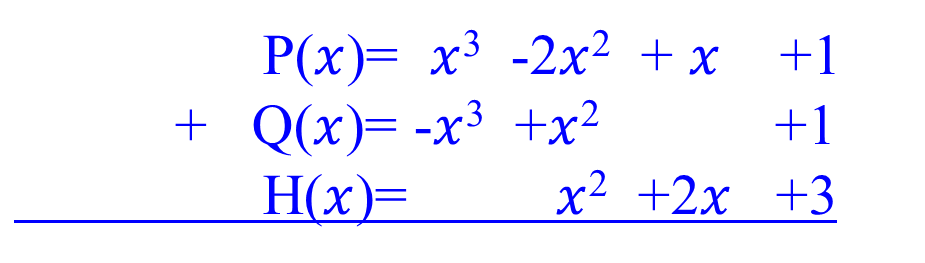 P(x)= x³ -2x² + x +1
+ Q(x)= -x³ +x² +1
H(x)= x² +2x +3